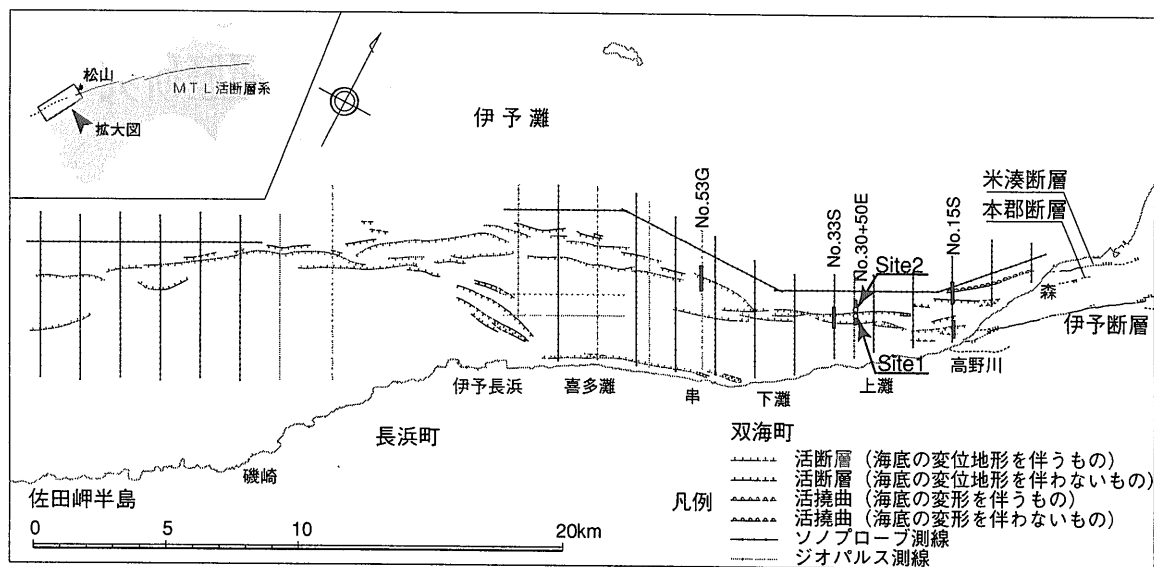 松山
MTL活断層系
拡大図
伊予灘
米湊断層
本郡断層
No.53G
No.33S
No.30+50E
No.15S
Site2
Site1
森
伊予断層
高野川
上灘
下灘
串
喜多灘
伊予長浜
双海町
長浜町
磯崎
佐田岬半島
0 5 10 20km
凡例
活断層(海底の変位地形を伴うもの)
活断層(海底の変位地形を伴わないもの)
活撓曲(海底の変形を伴うもの)
活撓曲(海底の変形を伴わないもの)
ソノプローブ測線
ジオパルス測線